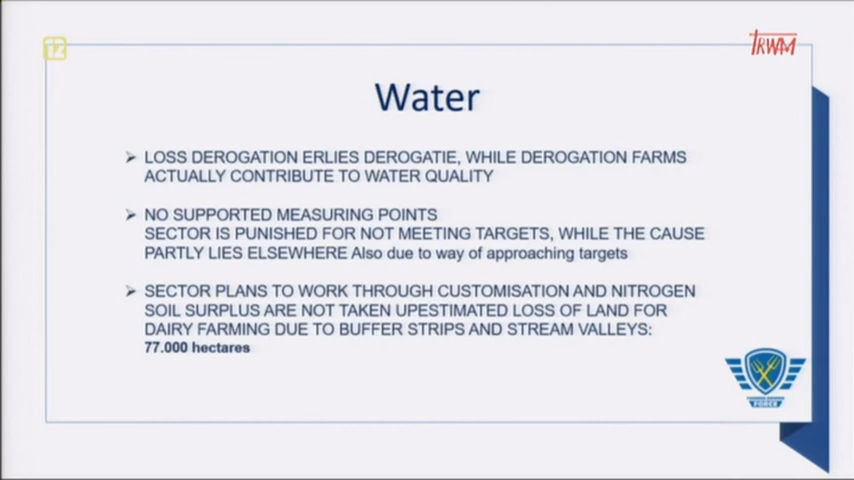 12
TRWAM
Water
➢ LOSS DEROGATION ERLIES DEROGATIE, WHILE DEROGATION FARMS
ACTUALLY CONTRIBUTE TO WATER QUALITY
➢ NO SUPPORTED MEASURING POINTS
SECTOR IS PUNISHED FOR NOT MEETING TARGETS, WHILE THE CAUSE
PARTLY LIES ELSEWHERE Also due to way of approaching targets
➢ SECTOR PLANS TO WORK THROUGH CUSTOMISATION AND NITROGEN
SOIL SURPLUS ARE NOT TAKEN UPESTIMATED LOSS OF LAND FOR
DAIRY FARMING DUE TO BUFFER STRIPS AND STREAM VALLEYS:
77.000 hectares
FORCE